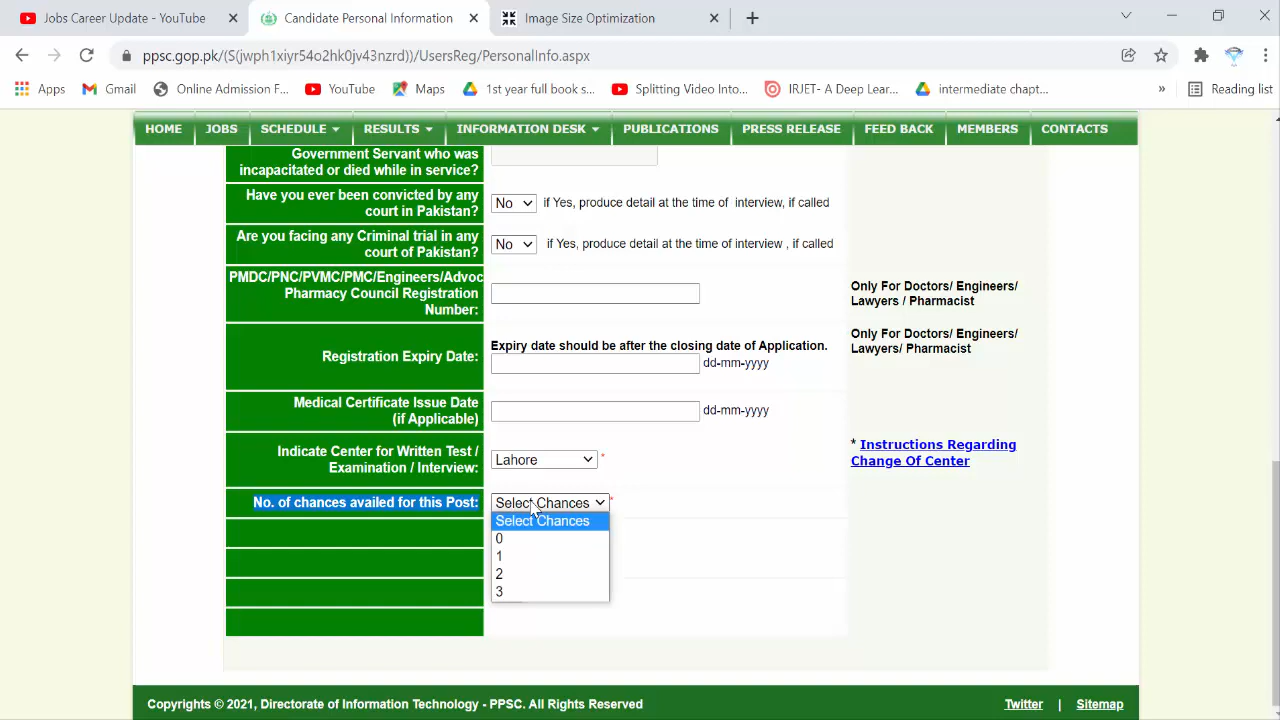 Jobs Career Update - YouTube
Candidate Personal Information
Image Size Optimization
ppsc.gop.pk/(S(jwph1xiyr54o2hk0jv43nzrd))/UsersReg/PersonalInfo.aspx
Apps
Gmail
Online Admission F...
YouTube
Maps
1st year full book s...
Splitting Video Into...
IRJET- A Deep Lear...
intermediate chapt...
»
Reading list
HOME
JOBS
SCHEDULE
RESULTS
INFORMATION DESK
PUBLICATIONS
PRESS RELEASE
FEED BACK
MEMBERS
CONTACTS
Government Servant who was
incapacitated or died while in service?
Have you ever been convicted by any
court in Pakistan?
No
if Yes, produce detail at the time of interview, if called
Are you facing any Criminal trial in any
court of Pakistan?
No
if Yes, produce detail at the time of interview , if called
PMDC/PNC/PVMC/PMC/Engineers/Advoc
Pharmacy Council Registration
Number:
Only For Doctors/ Engineers/
Lawyers / Pharmacist
Registration Expiry Date:
Expiry date should be after the closing date of Application.
dd-mm-yyyy
Only For Doctors/ Engineers/
Lawyers/ Pharmacist
Medical Certificate Issue Date
(if Applicable)
dd-mm-yyyy
Indicate Center for Written Test /
Examination / Interview:
Lahore
*
* Instructions Regarding
Change Of Center
No. of chances availed for this Post:
Select Chances
*
Select Chances
0
1
2
3
Copyrights © 2021, Directorate of Information Technology - PPSC. All Rights Reserved
Twitter | Sitemap